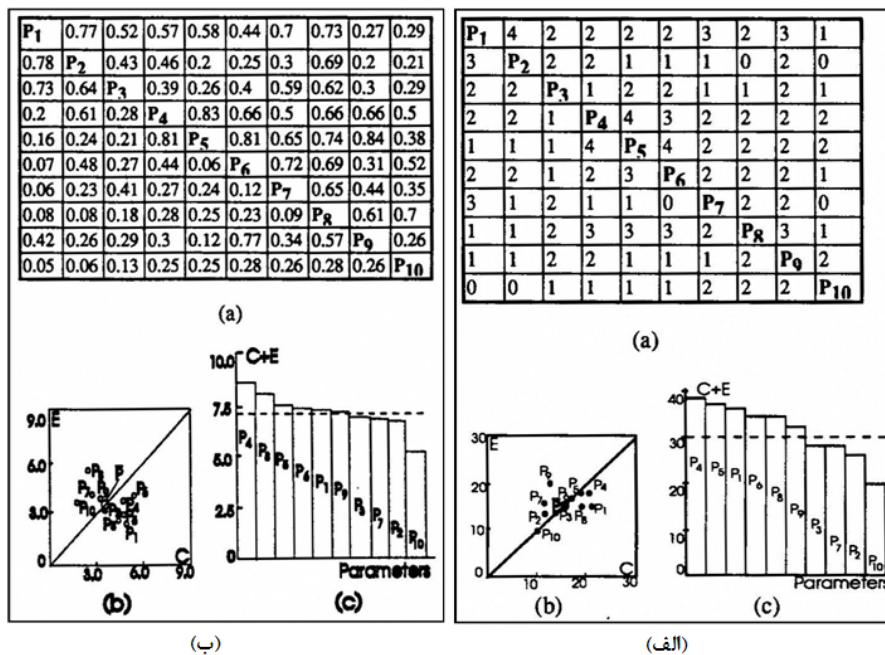 P1 0.77 0.52 0.57 0.58 0.44 0.7 0.73 0.27 0.29
0.78 P2 0.43 0.46 0.2 0.25 0.3 0.69 0.2 0.21
0.73 0.64 P3 0.39 0.26 0.4 0.59 0.62 0.3 0.29
0.2 0.61 0.28 P4 0.83 0.66 0.5 0.66 0.66 0.5
0.16 0.24 0.21 0.81 P5 0.81 0.65 0.74 0.84 0.38
0.07 0.48 0.27 0.44 0.06 P6 0.72 0.69 0.31 0.52
0.06 0.23 0.41 0.27 0.24 0.12 P7 0.65 0.44 0.35
0.08 0.08 0.18 0.28 0.25 0.23 0.09 P8 0.61 0.7
0.42 0.26 0.29 0.3 0.12 0.77 0.34 0.57 P9 0.26
0.05 0.06 0.13 0.25 0.25 0.28 0.26 0.28 0.26 P10
(a)
9.0 E
6.0
3.0
0.0
P7
P10
P4
P1
3.0 6.0 9.0
C
(b)
10.0 C+E
7.5
5.0
2.5
0.0
P4
P1
P9
P7
P2
P10
Parameters
(c)
(ب)
P1 4 2 2 2 2 3 2 3 1
3 P2 2 2 1 1 1 0 2 0
2 2 P3 1 2 2 1 1 2 1
2 2 1 P4 4 3 2 2 2 2
1 1 1 4 P5 4 2 2 2 2
2 2 1 2 3 P6 2 2 2 1
3 1 2 1 1 0 P7 2 2 0
1 1 2 3 3 3 2 P8 3 1
1 1 2 2 1 1 1 2 P9 2
0 0 1 1 1 1 2 2 2 P10
(a)
30 E
20
10
0
P9
P5 P4
P7
P2 P3 P8 P1
P10
10 20 30
C
(b)
40 C+E
30
20
10
0
P4 P5 P1 P6 P8 P9 P3 P7 P2 P10
Parameters
(c)
(الف)